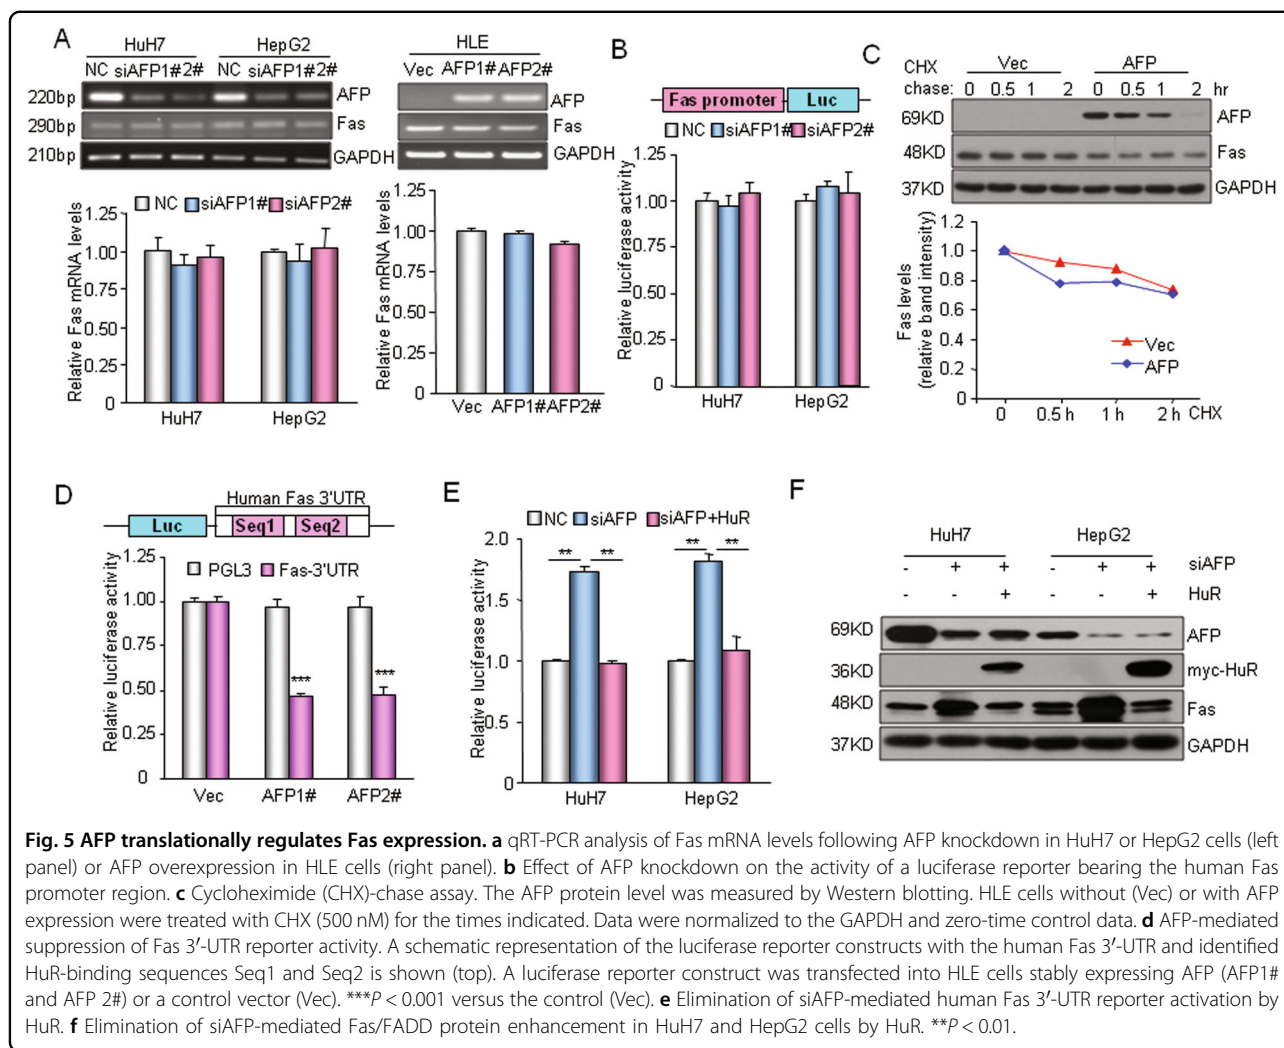 A
HuH7 HepG2
NC siAFP1# 2# NC siAFP1# 2#
220bp AFP
290bp Fas
210bp GAPDH
HLE
Vec AFP1# AFP2#
AFP
Fas
GAPDH
NC siAFP1# siAFP2#
Relative Fas mRNA levels
1.25
1.00
0.75
0.50
0.25
0
HuH7 HepG2
Relative Fas mRNA levels
1.25
1.00
0.75
0.50
0.25
0
Vec AFP1# AFP2#
B
Fas promoter Luc
NC siAFP1# siAFP2#
Relative luciferase activity
1.25
1.00
0.75
0.50
0.25
0
HuH7 HepG2
C
CHX Vec AFP
chase: 0 0.5 1 2 0 0.5 1 2 hr
69KD AFP
48KD Fas
37KD GAPDH
Fas levels
(relative band intensity)
1.2
1.0
0.8
0.6
0.4
0.2
0
Vec
AFP
0 0.5 h 1 h 2 h CHX
D
Human Fas 3'UTR
Luc Seq1 Seq2
PGL3 Fas-3'UTR
Relative luciferase activity
1.25
1.00
0.75
0.50
0.25
0
*** ***
Vec AFP1# AFP2#
E
NC siAFP siAFP+HuR
Relative luciferase activity
2.0
1.5
1.0
0.5
0
** ** ** **
HuH7 HepG2
F
HuH7 HepG2
- + + - + + siAFP
- - + - - + HuR
69KD AFP
36KD myc-HuR
48KD Fas
37KD GAPDH
Fig. 5 AFP translationally regulates Fas expression. a qRT-PCR analysis of Fas mRNA levels following AFP knockdown in HuH7 or HepG2 cells (left
panel) or AFP overexpression in HLE cells (right panel). b Effect of AFP knockdown on the activity of a luciferase reporter bearing the human Fas
promoter region. c Cycloheximide (CHX)-chase assay. The AFP protein level was measured by Western blotting. HLE cells without (Vec) or with AFP
expression were treated with CHX (500 nM) for the times indicated. Data were normalized to the GAPDH and zero-time control data. d AFP-mediated
suppression of Fas 3′-UTR reporter activity. A schematic representation of the luciferase reporter constructs with the human Fas 3′-UTR and identified
HuR-binding sequences Seq1 and Seq2 is shown (top). A luciferase reporter construct was transfected into HLE cells stably expressing AFP (AFP1#
and AFP 2#) or a control vector (Vec). ***P < 0.001 versus the control (Vec). e Elimination of siAFP-mediated human Fas 3′-UTR reporter activation by
HuR. f Elimination of siAFP-mediated Fas/FADD protein enhancement in HuH7 and HepG2 cells by HuR. **P < 0.01.